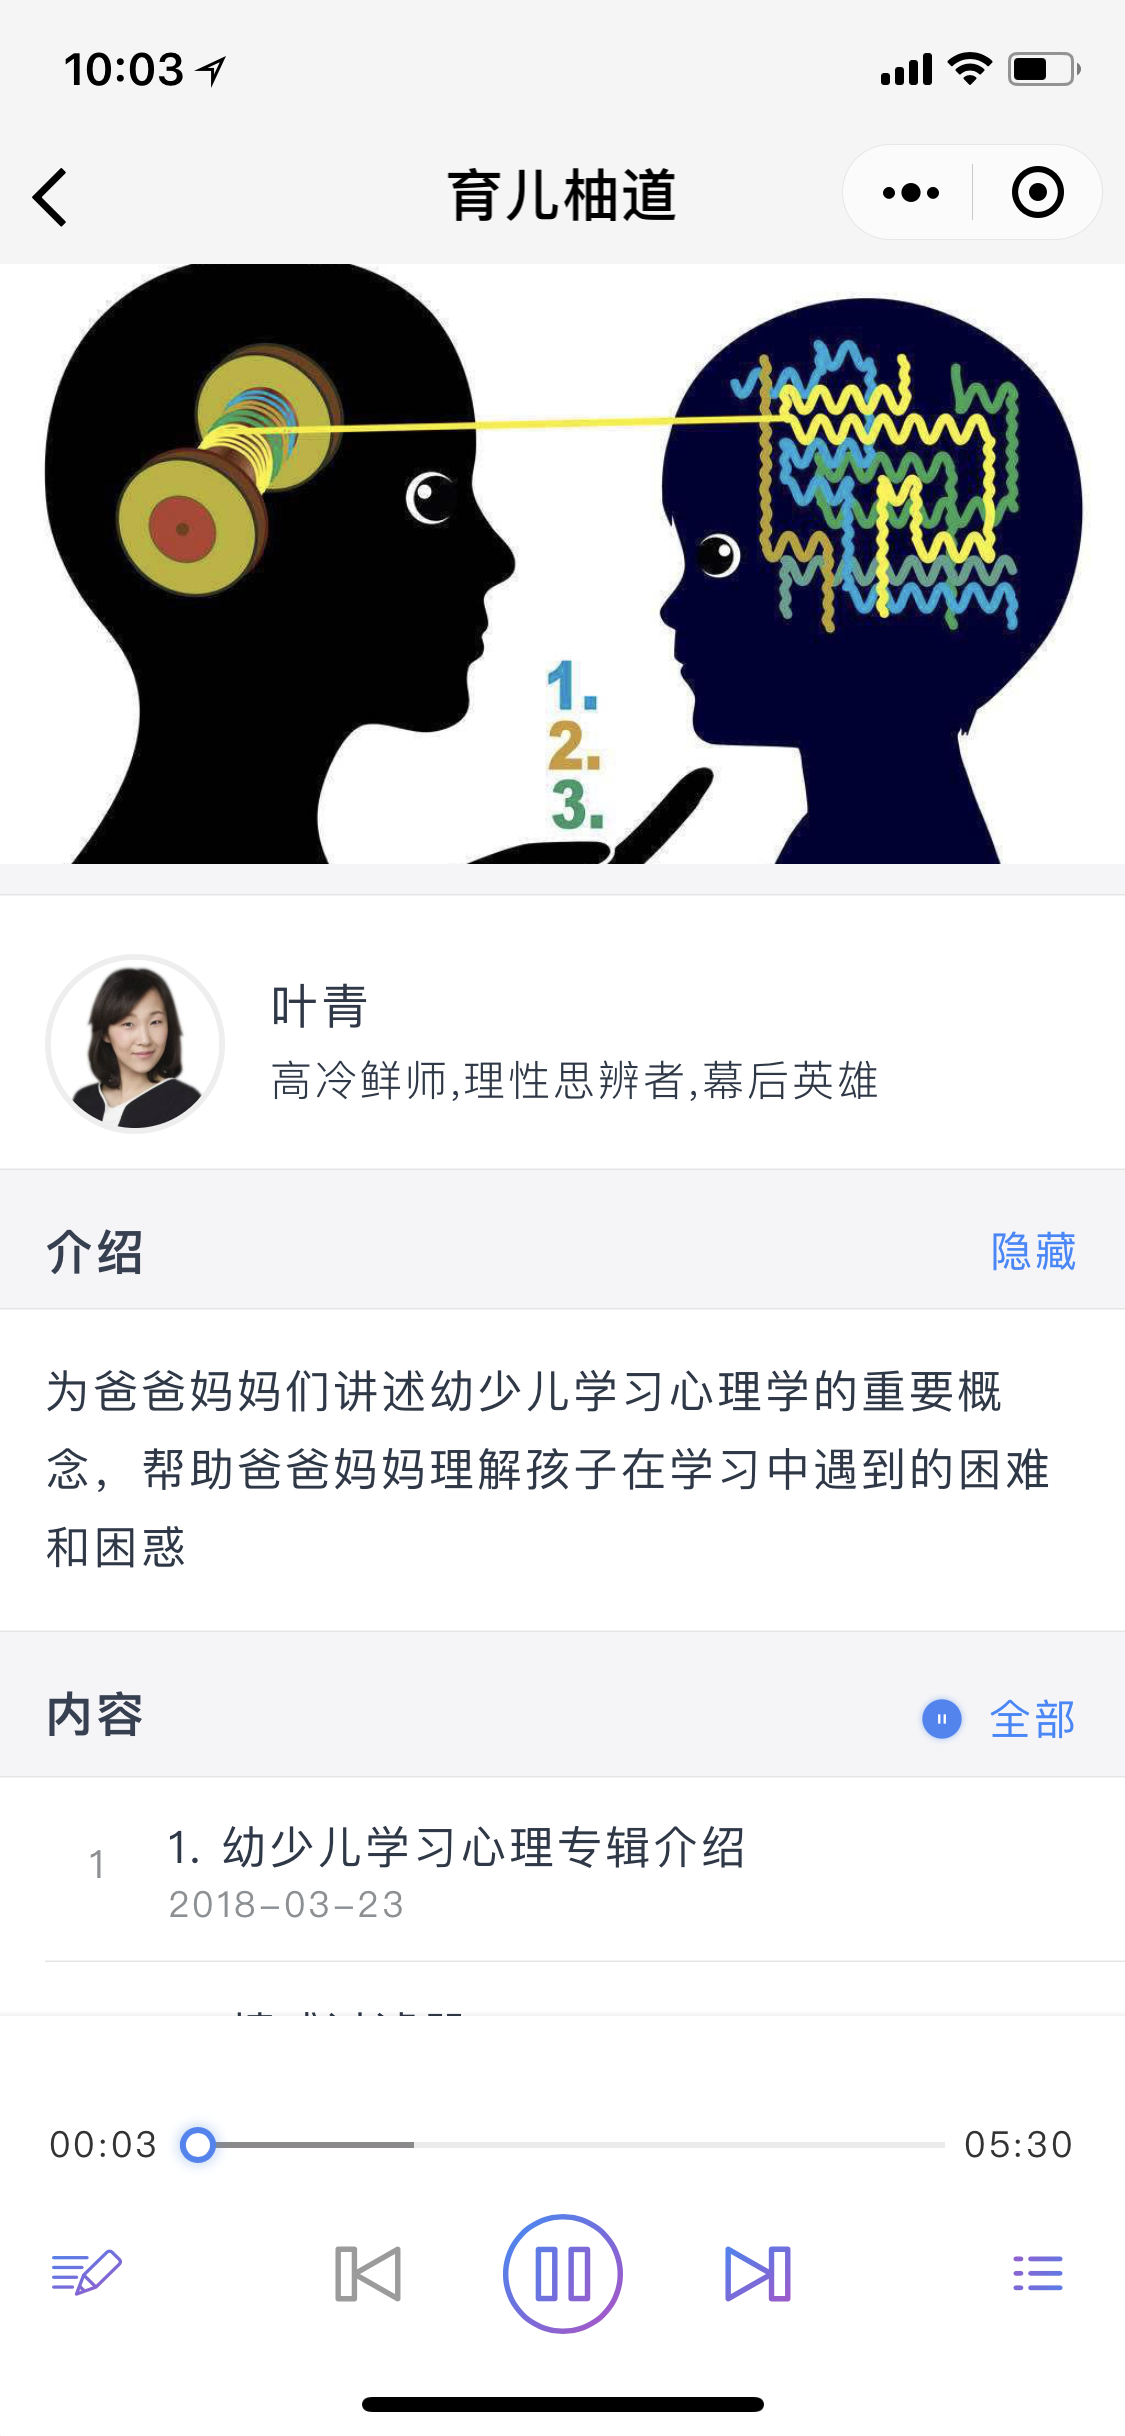 10:03
育儿柚道
1.
2.
3.
叶青
高冷鲜师,理性思辨者,幕后英雄
介绍
隐藏
为爸爸妈妈们讲述幼少儿学习心理学的重要概
念，帮助爸爸妈妈理解孩子在学习中遇到的困难
和困惑
内容
全部
1
1. 幼少儿学习心理专辑介绍
2018-03-23
00:03
05:30